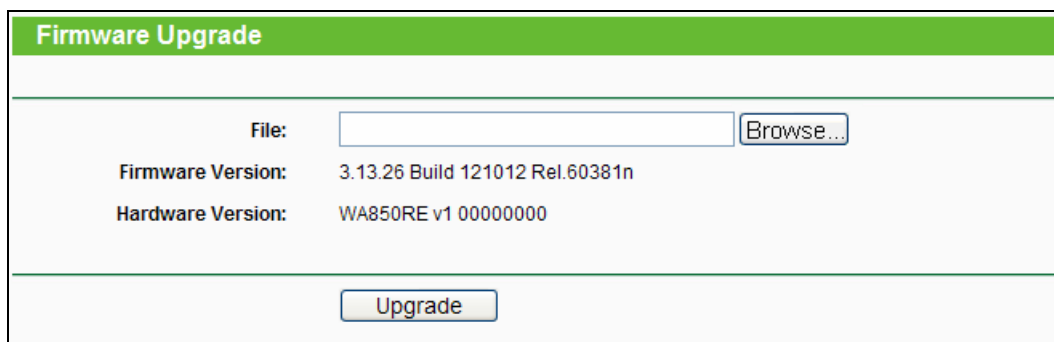 Firmware Upgrade
File: Browse...
Firmware Version: 3.13.26 Build 121012 Rel.60381n
Hardware Version: WA850RE v1 00000000
Upgrade